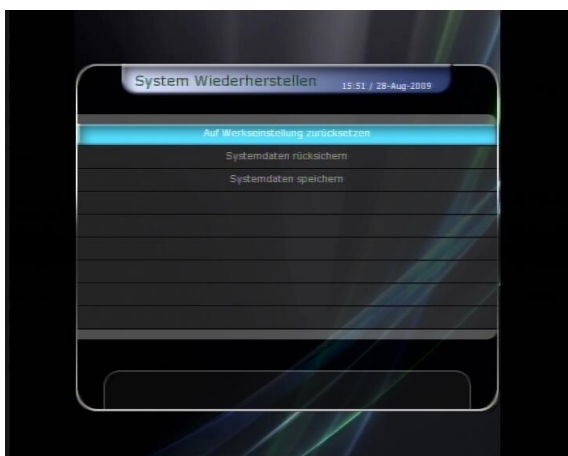 System Wiederherstellen 15:51 / 28-Aug-2009
Auf Werkseinstellung zurücksetzen
Systemdaten rücksichern
Systemdaten speichern